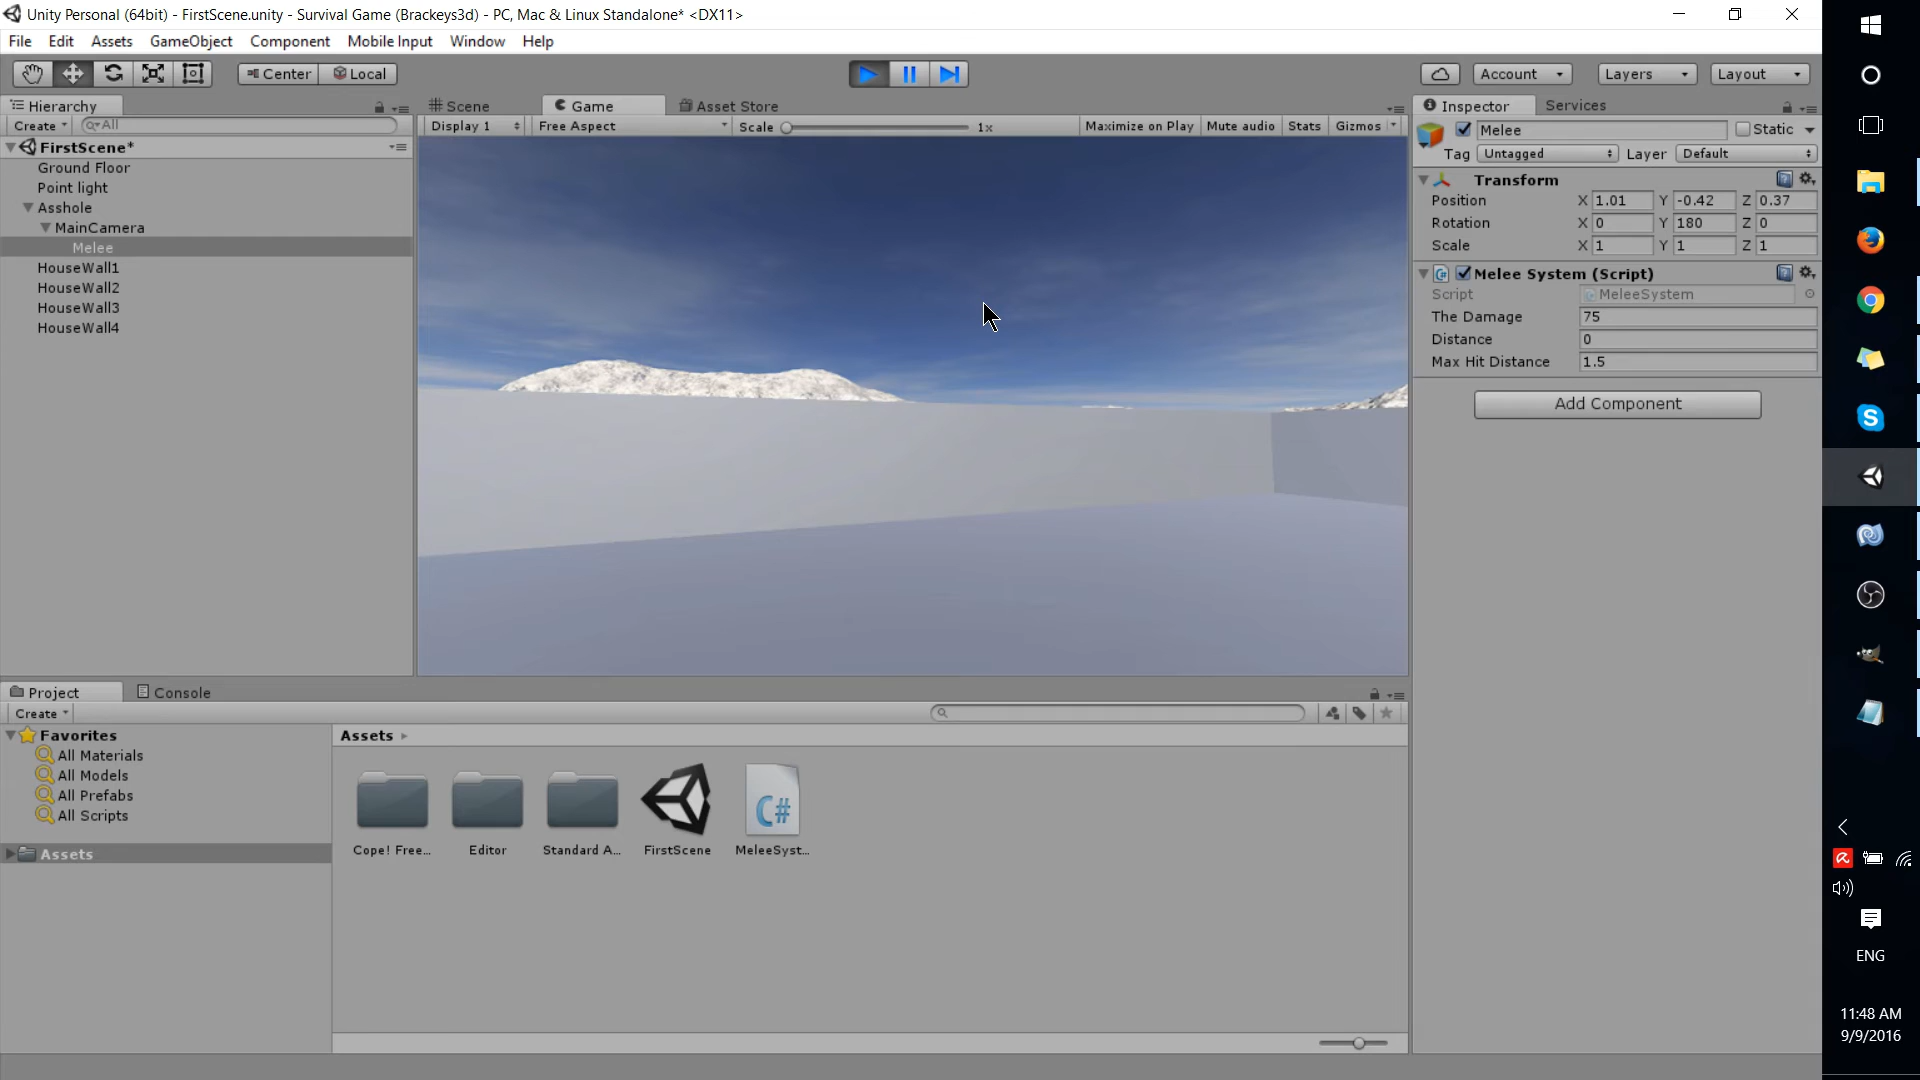 Unity Personal (64bit) - FirstScene.unity - Survival Game (Brackeys3d) - PC, Mac & Linux Standalone* <DX11>
File Edit Assets GameObject Component Mobile Input Window Help
Center Local
Account Layers Layout
Hierarchy
Create All
FirstScene*
Ground Floor
Point light
Asshole
MainCamera
Melee
HouseWall1
HouseWall2
HouseWall3
HouseWall4
Scene Game Asset Store
Display 1 Free Aspect Scale 1x Maximize on Play Mute audio Stats Gizmos
Inspector Services
Melee Static
Tag Untagged Layer Default
Transform
Position X 1.01 Y -0.42 Z 0.37
Rotation X 0 Y 180 Z 0
Scale X 1 Y 1 Z 1
Melee System (Script)
Script MeleeSystem
The Damage 75
Distance 0
Max Hit Distance 1.5
Add Component
Project Console
Create
Favorites
All Materials
All Models
All Prefabs
All Scripts
Assets
Assets
C#
Cope! Free... Editor Standard A... FirstScene MeleeSyst...
ENG
11:48 AM
9/9/2016